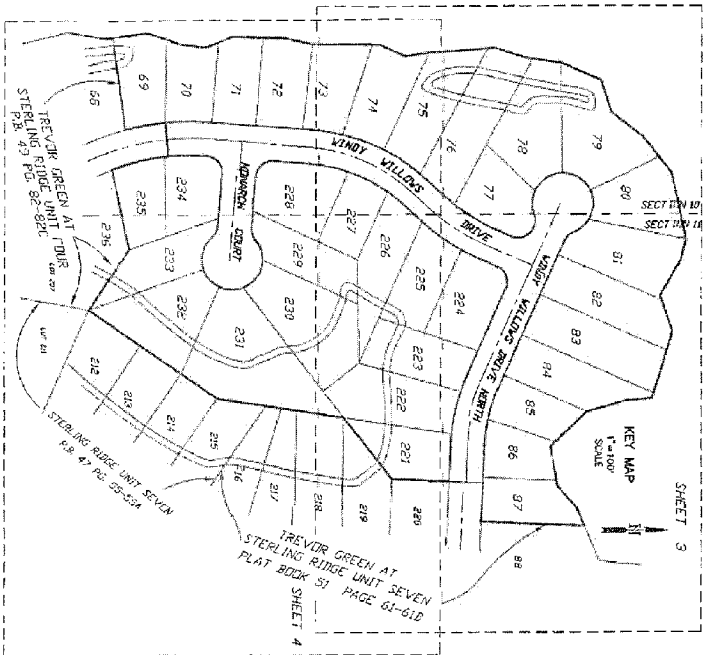 SHEET 3
KEY MAP
1"=100'
SCALE
N
SECTION 10
SECTION 11
WINDY WILLOWS
DRIVE
WINDY WILLOWS DRIVE NORTH
MONARCH COURT
68
69
70
71
72
73
74
75
76
77
78
79
80
81
82
83
84
85
86
87
88
236
235
234
233
232
231
230
229
228
227
226
225
224
223
222
221
220
219
218
217
216
215
214
213
212
TREVOR GREEN AT
STERLING RIDGE UNIT FOUR
P.B. 49 PG. 82-82C
STERLING RIDGE UNIT SEVEN
TREVOR GREEN AT
STERLING RIDGE UNIT SEVEN
PLAT BOOK 51 PAGE 61-61D
SHEET 4